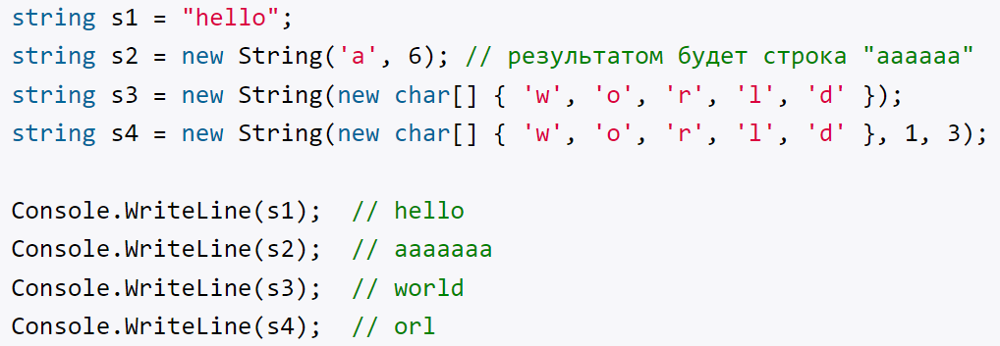 string s1 = "hello";
string s2 = new String('a', 6); // результатом будет строка "aaaaaa"
string s3 = new String(new char[] { 'w', 'o', 'r', 'l', 'd' });
string s4 = new String(new char[] { 'w', 'o', 'r', 'l', 'd' }, 1, 3);
Console.WriteLine(s1);  // hello
Console.WriteLine(s2);  // aaaaaaa
Console.WriteLine(s3);  // world
Console.WriteLine(s4);  // orl